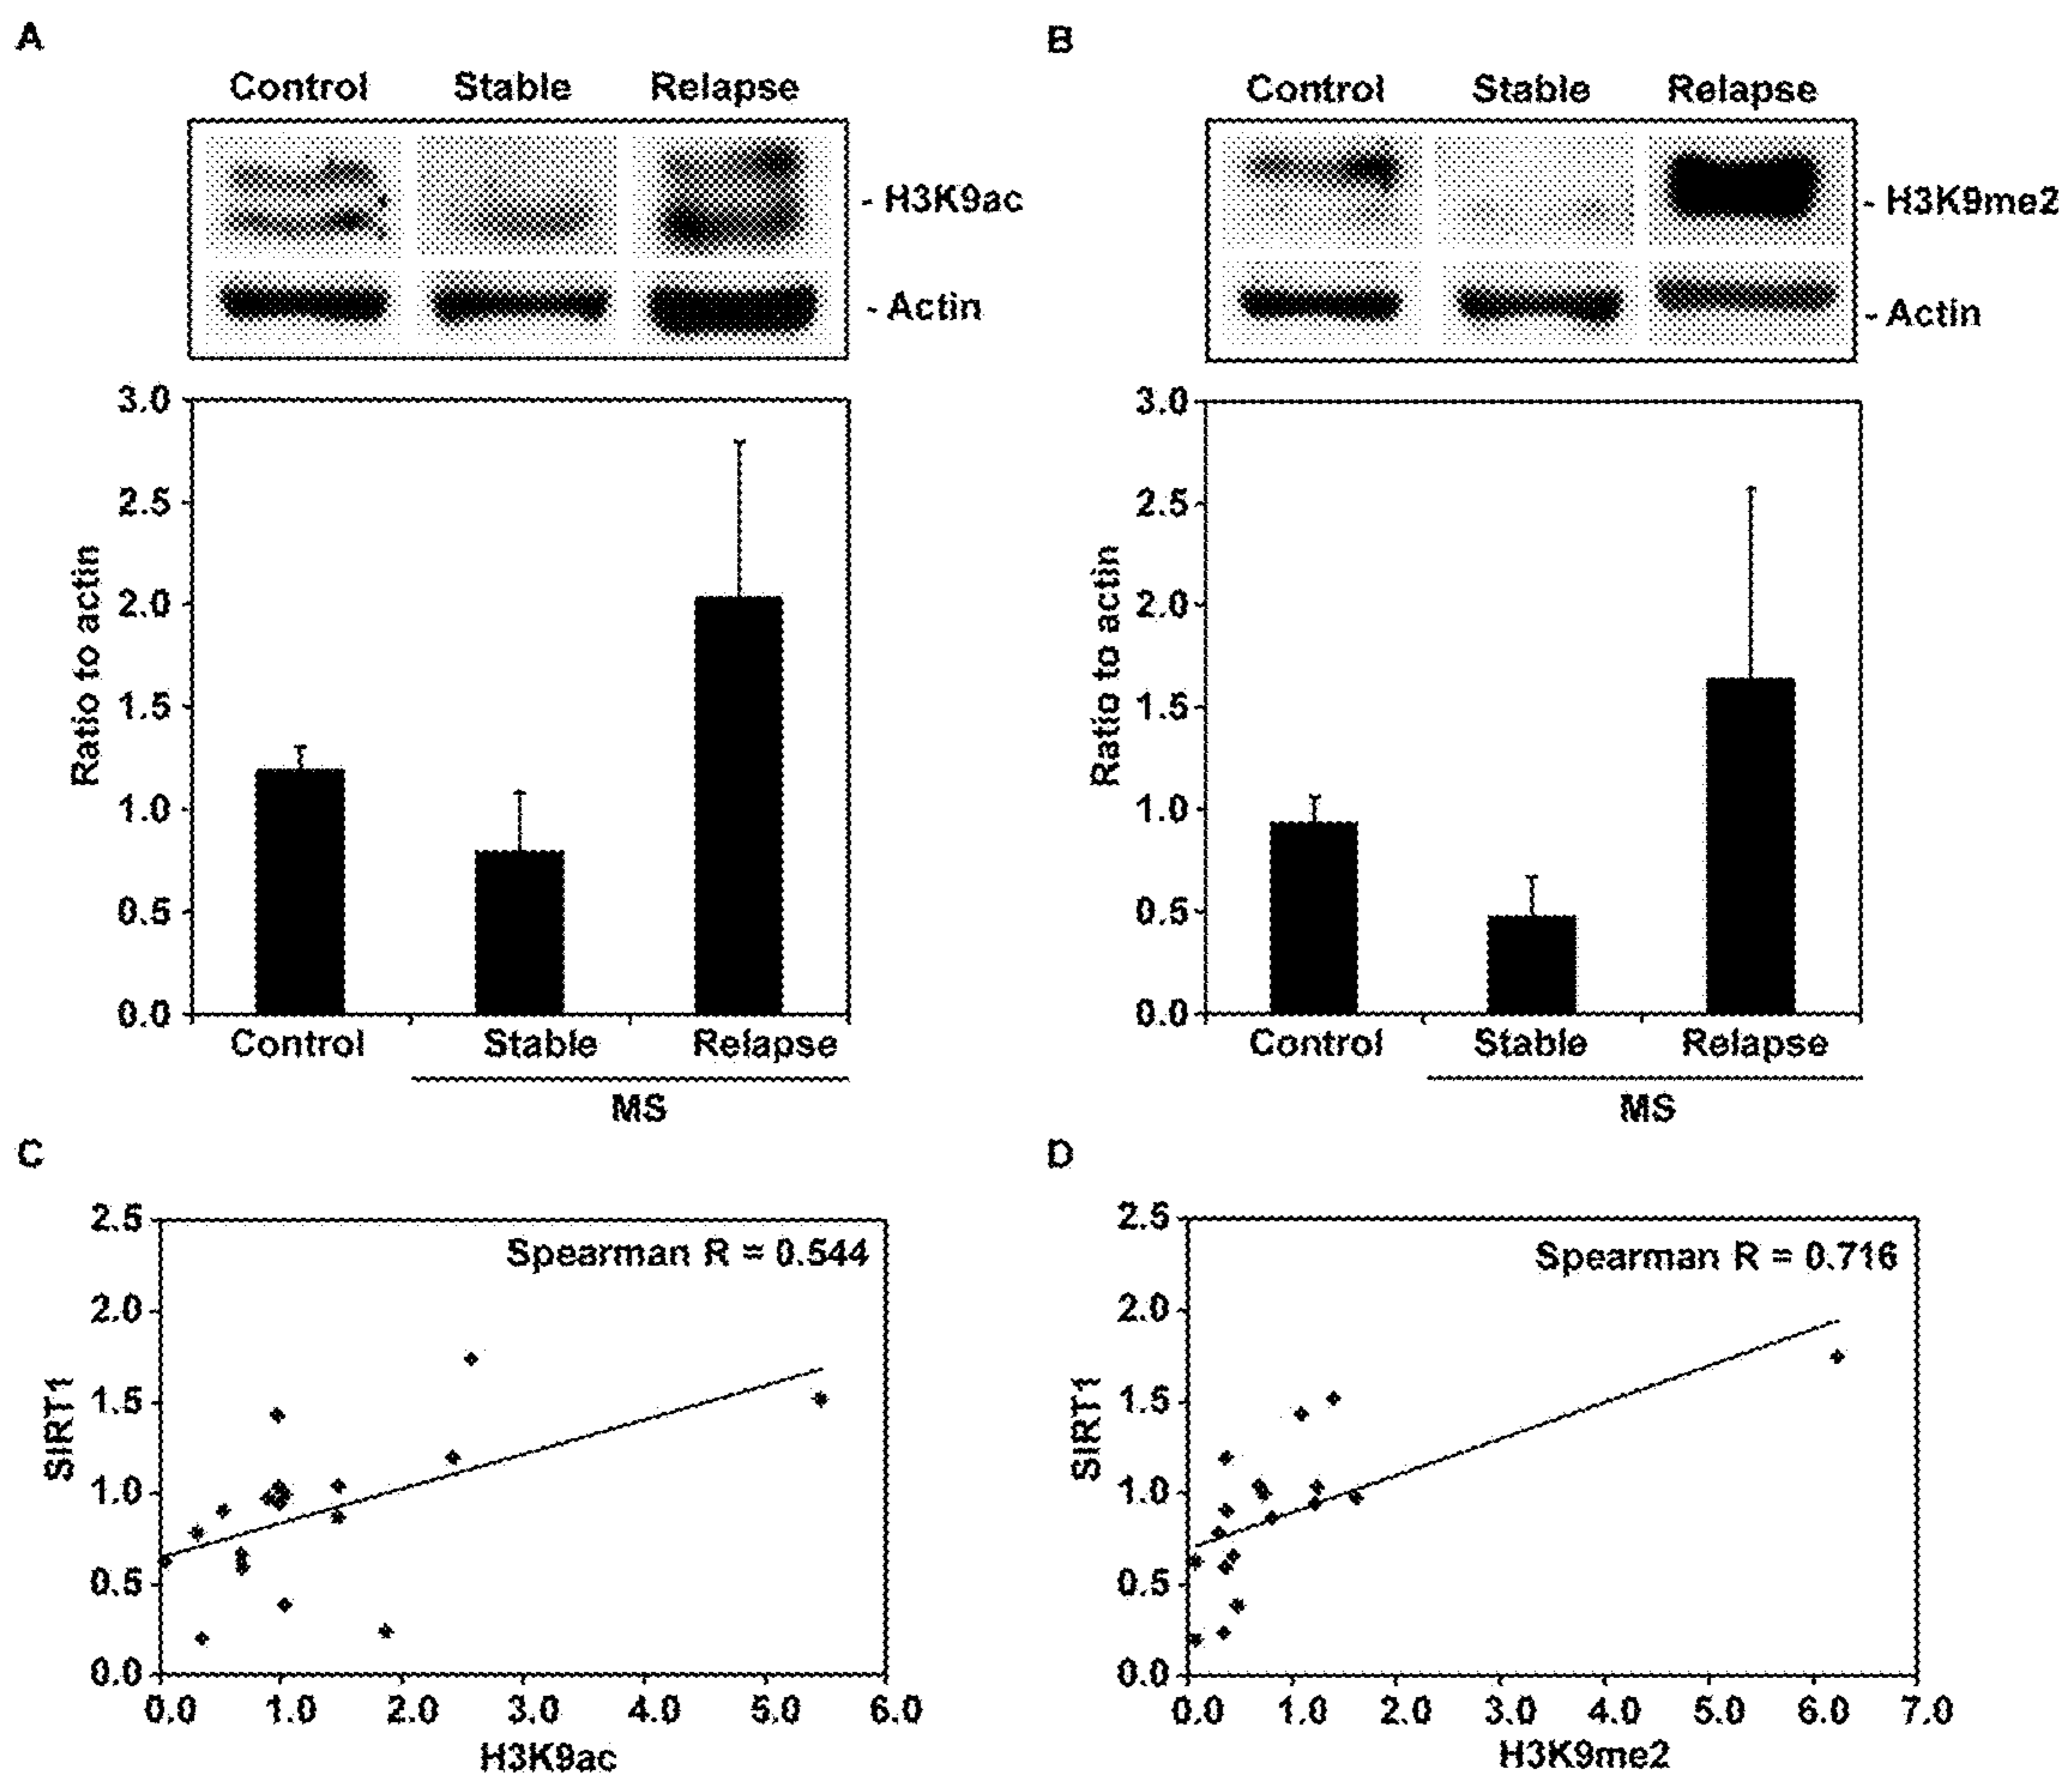 A
Control Stable Relapse
- H3K9ac
- Actin
3.0
2.5
2.0
1.5
1.0
0.5
0.0
Ratio to actin
Control Stable Relapse
MS
B
Control Stable Relapse
- H3K9me2
- Actin
3.0
2.5
2.0
1.5
1.0
0.5
0.0
Ratio to actin
Control Stable Relapse
MS
C
Spearman R = 0.544
2.5
2.0
1.5
1.0
0.5
0.0
SIRT1
0.0 1.0 2.0 3.0 4.0 5.0 6.0
H3K9ac
D
Spearman R = 0.716
2.5
2.0
1.5
1.0
0.5
0.0
SIRT1
0.0 1.0 2.0 3.0 4.0 5.0 6.0 7.0
H3K9me2